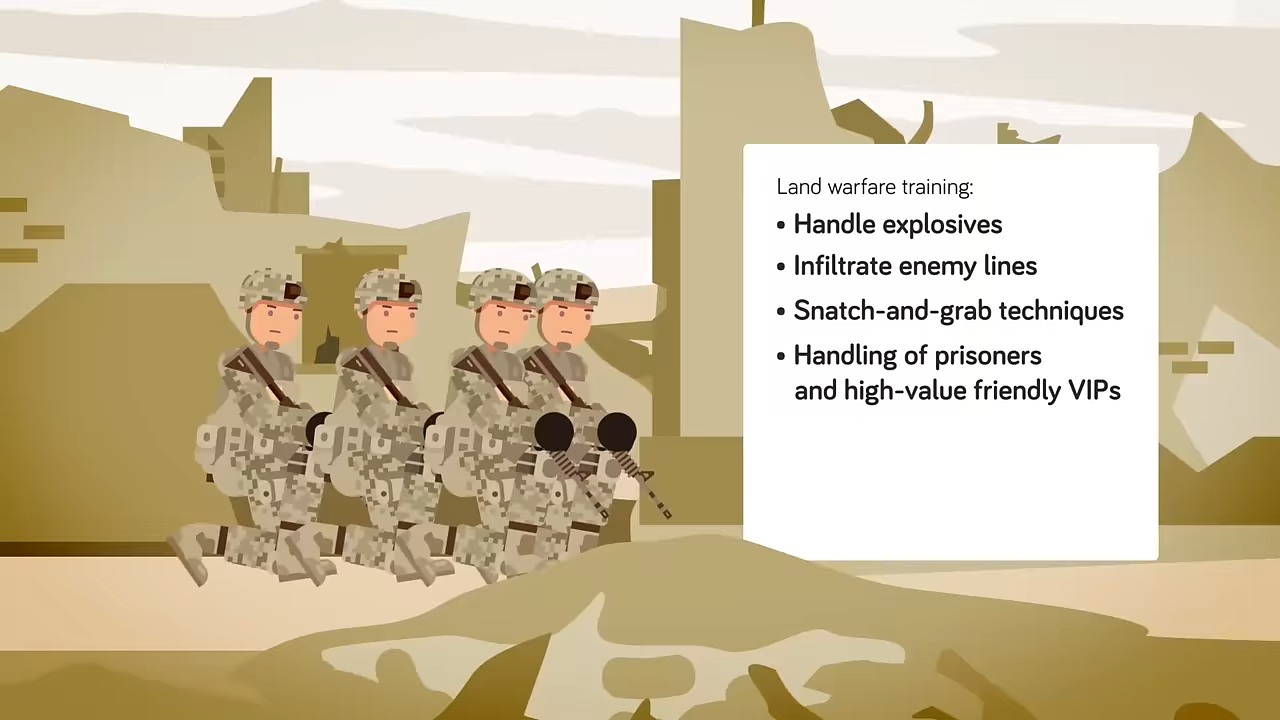 Land warfare training:
• Handle explosives
• Infiltrate enemy lines
• Snatch-and-grab techniques
• Handling of prisoners
and high-value friendly VIPs